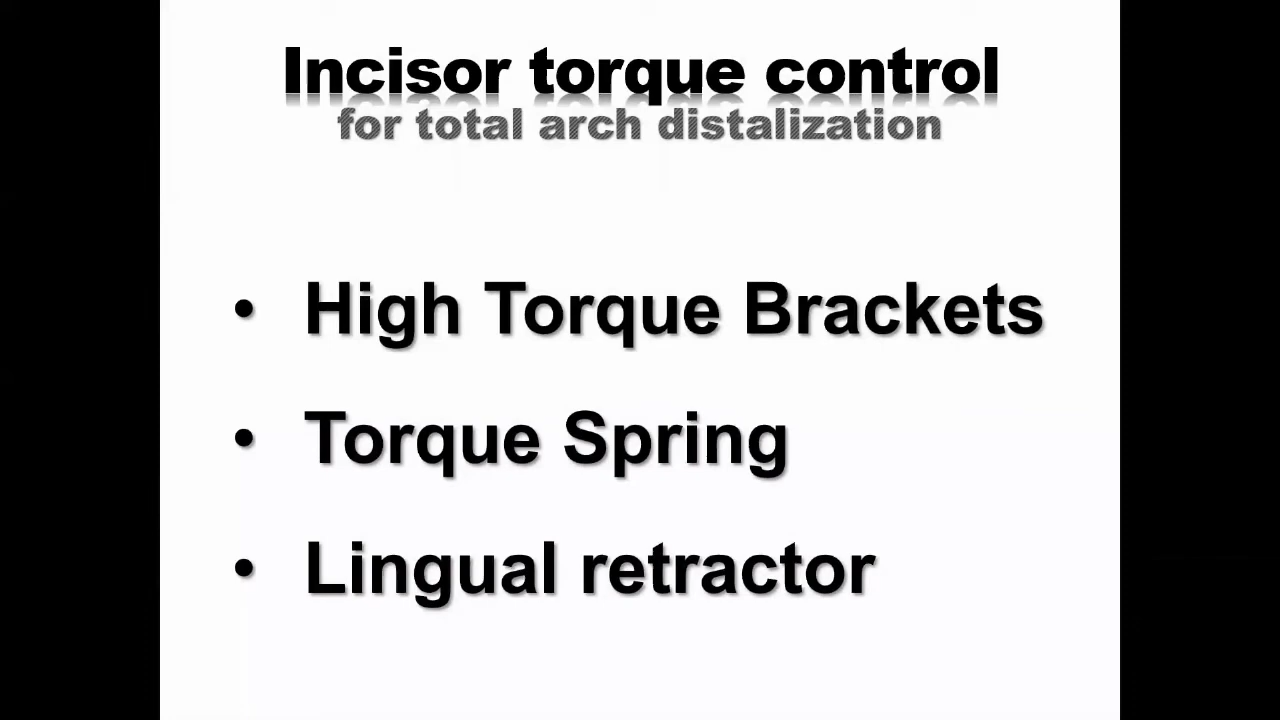 Incisor torque control
for total arch distalization
• High Torque Brackets
• Torque Spring
• Lingual retractor